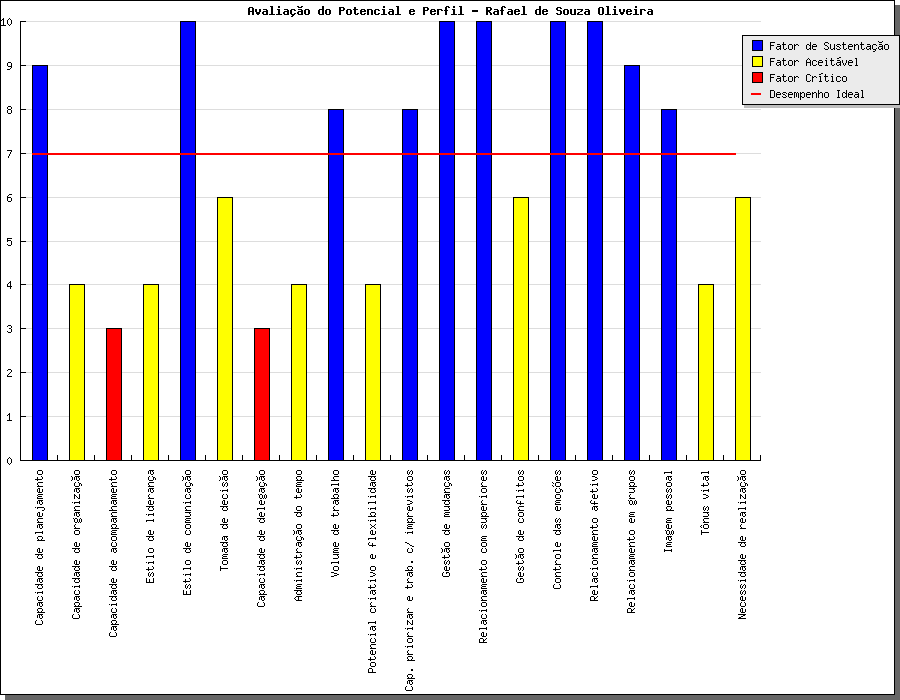 Avaliação do Potencial e Perfil - Rafael de Souza Oliveira
Fator de Sustentação
Fator Aceitável
Fator Crítico
Desempenho Ideal
10
9
8
7
6
5
4
3
2
1
0
Capacidade de planejamento
Capacidade de organização
Capacidade de acompanhamento
Estilo de liderança
Estilo de comunicação
Tomada de decisão
Capacidade de delegação
Administração do tempo
Volume de trabalho
Potencial criativo e flexibilidade
Cap. priorizar e trab. c/ imprevistos
Gestão de mudanças
Relacionamento com superiores
Gestão de conflitos
Controle das emoções
Relacionamento afetivo
Relacionamento em grupos
Imagem pessoal
Tônus vital
Necessidade de realização